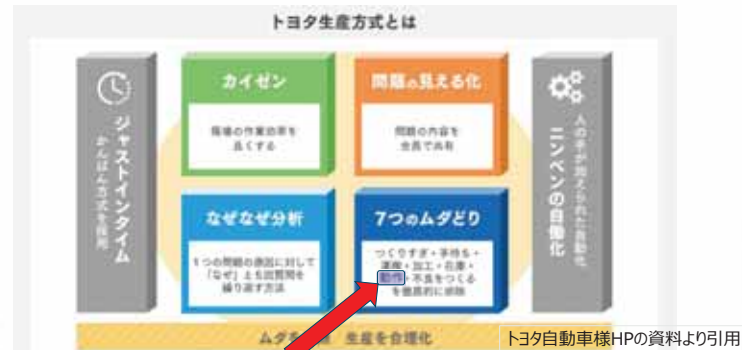 トヨタ生産方式とは
ジャストインタイム
かんばん方式を採用
カイゼン
現場の作業効率を
良くする
問題の見える化
問題の内容を
全員で共有
なぜなぜ分析
1つの問題の原因に対して
「なぜ」と5回質問を
繰り返す方法
7つのムダどり
つくりすぎ・手待ち・
運搬・加工・在庫・
動作・不良をつくる
を徹底的に排除
人の手が加えられた自動化
ニンベンの自働化
ムダを
生産を合理化
トヨタ自動車様HPの資料より引用